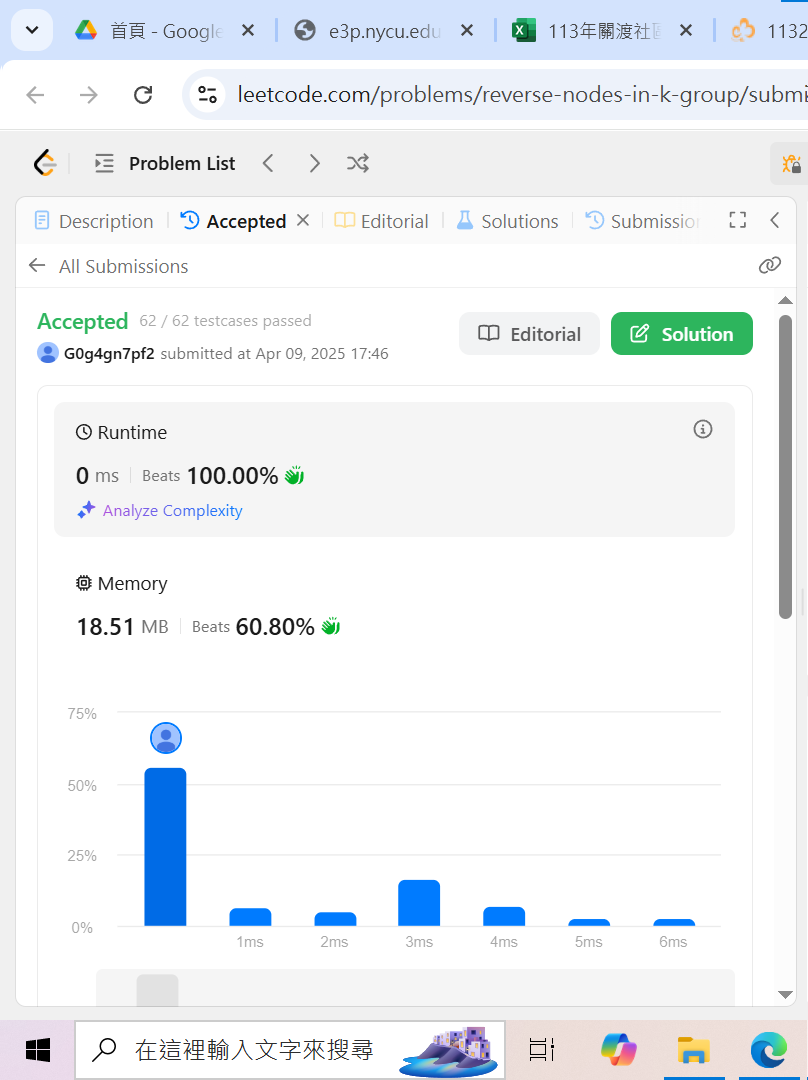 首頁 - Google
e3p.nycu.edu
113年關渡社區
1132
leetcode.com/problems/reverse-nodes-in-k-group/submi
Problem List
Description
Accepted
Editorial
Solutions
Submission
All Submissions
Accepted 62 / 62 testcases passed
G0g4gn7pf2 submitted at Apr 09, 2025 17:46
Editorial
Solution
Runtime
0 ms Beats 100.00%
Analyze Complexity
Memory
18.51 MB Beats 60.80%
75%
50%
25%
0%
1ms 2ms 3ms 4ms 5ms 6ms
在這裡輸入文字來搜尋